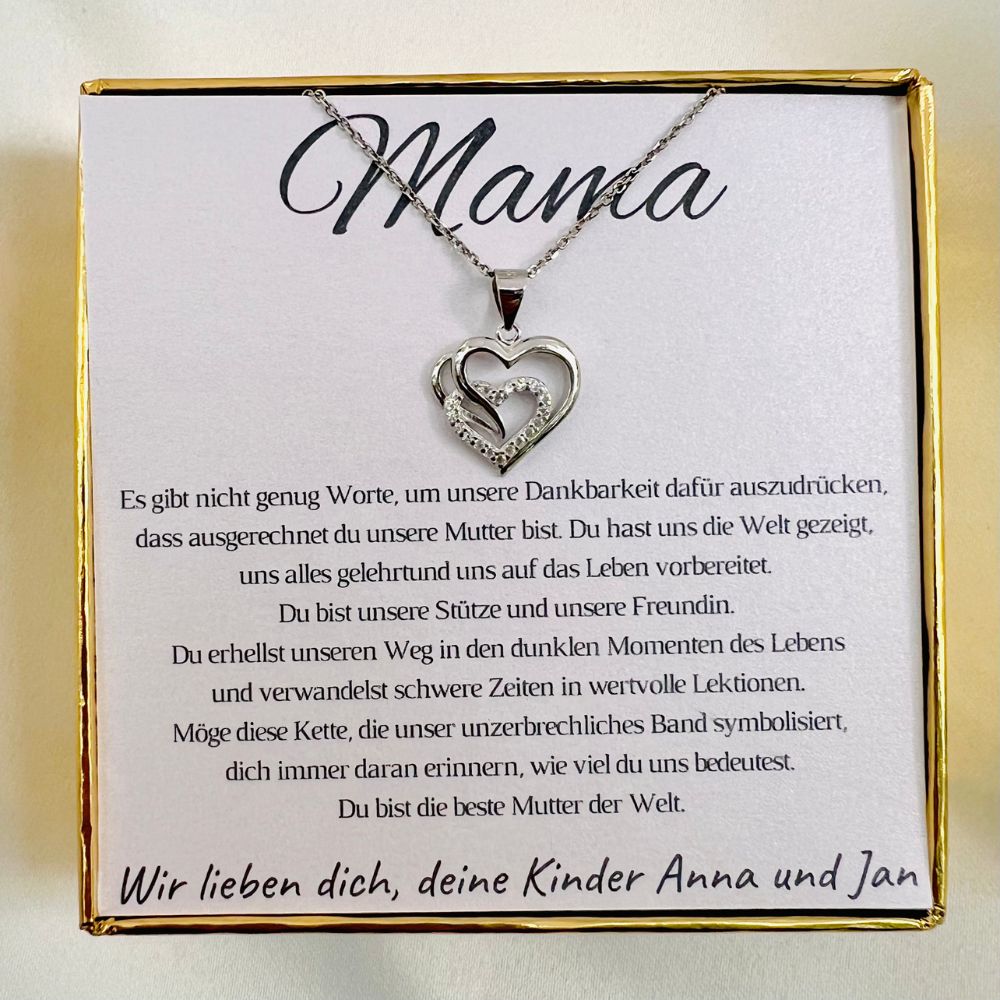 Mama
Es gibt nicht genug Worte, um unsere Dankbarkeit dafür auszudrücken,
dass ausgerechnet du unsere Mutter bist. Du hast uns die Welt gezeigt,
uns alles gelehrtund uns auf das Leben vorbereitet.
Du bist unsere Stütze und unsere Freundin.
Du erhellst unseren Weg in den dunklen Momenten des Lebens
und verwandelst schwere Zeiten in wertvolle Lektionen.
Möge diese Kette, die unser unzerbrechliches Band symbolisiert,
dich immer daran erinnern, wie viel du uns bedeutest.
Du bist die beste Mutter der Welt.
Wir lieben dich, deine Kinder Anna und Jan